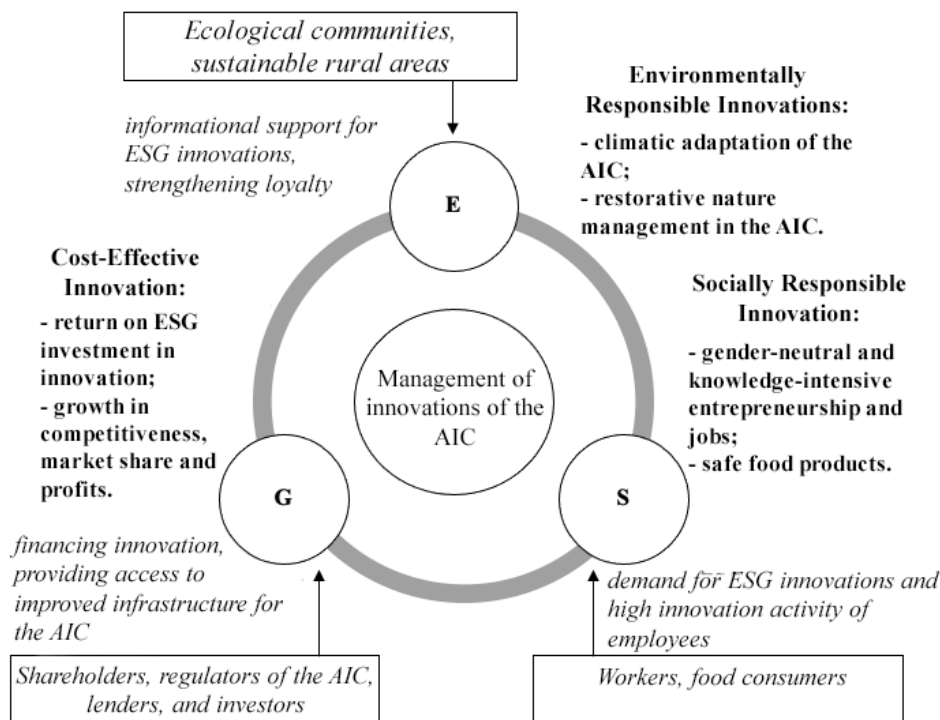 Ecological communities,
sustainable rural areas
informational support for
ESG innovations,
strengthening loyalty
Environmentally
Responsible Innovations:
- climatic adaptation of the
AIC;
- restorative nature
management in the AIC.
E
Cost-Effective
Innovation:
- return on ESG
investment in
innovation;
- growth in
competitiveness,
market share and
profits.
Management of
innovations of the
AIC
Socially Responsible
Innovation:
- gender-neutral and
knowledge-intensive
entrepreneurship and
jobs;
- safe food products.
G
S
financing innovation,
providing access to
improved infrastructure for
the AIC
demand for ESG innovations and
high innovation activity of
employees
Shareholders, regulators of the AIC,
lenders, and investors
Workers, food consumers